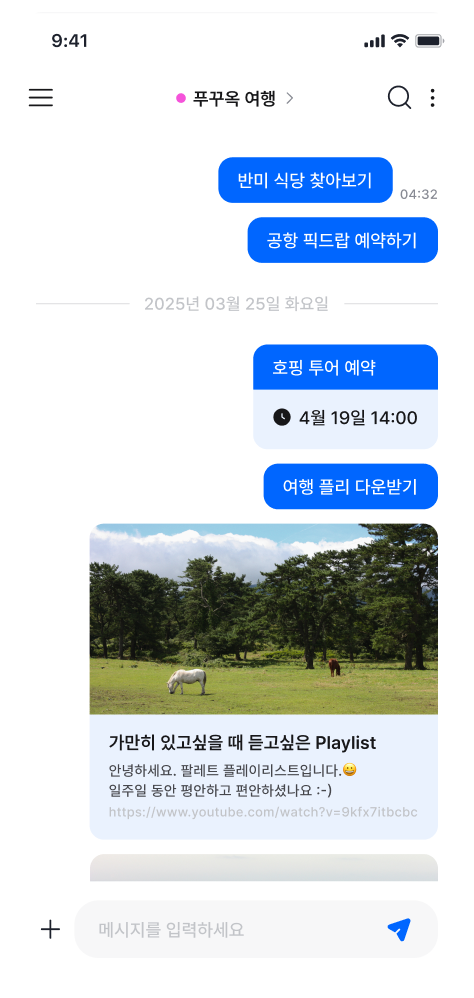 9:41
푸꾸옥 여행
반미 식당 찾아보기
04:32
공항 픽드랍 예약하기
2025년 03월 25일 화요일
호핑 투어 예약
4월 19일 14:00
여행 플리 다운받기
가만히 있고싶을 때 듣고싶은 Playlist
안녕하세요. 팔레트 플레이리스트입니다.😀
일주일 동안 평안하고 편안하셨나요 :-)
https://www.youtube.com/watch?v=9kfx7itbcbc
메시지를 입력하세요